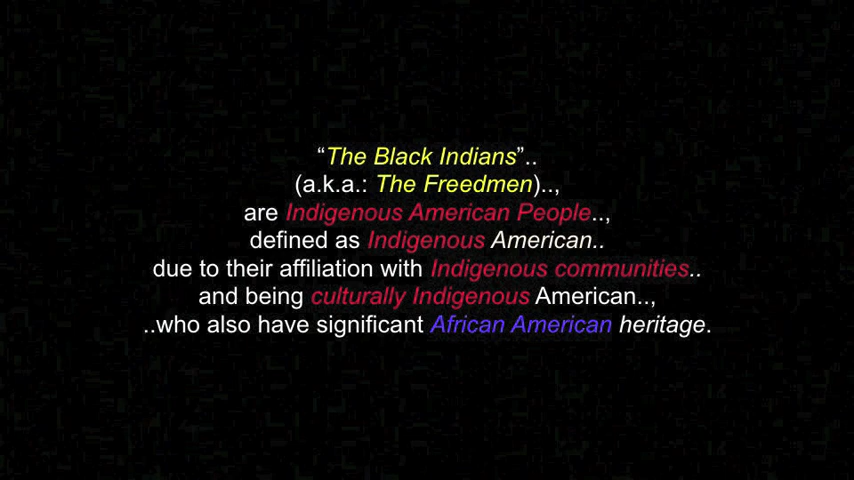 “The Black Indians”..
(a.k.a.: The Freedmen)..,
are Indigenous American People..,
defined as Indigenous American..
due to their affiliation with Indigenous communities..
and being culturally Indigenous American..,
..who also have significant African American heritage.